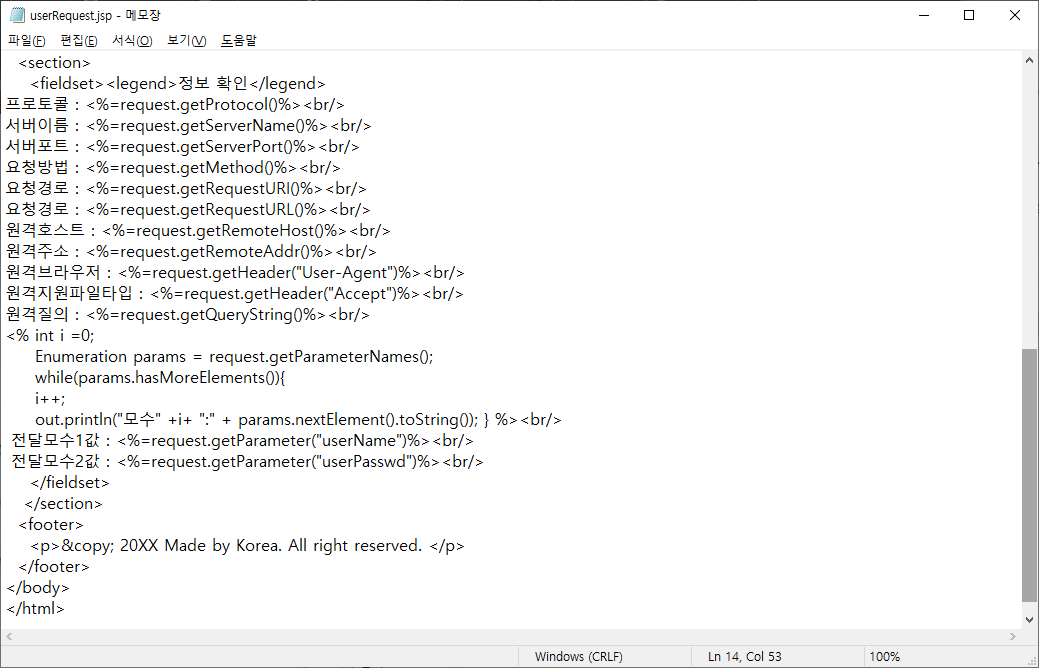 userRequest.jsp - 메모장
파일(F) 편집(E) 서식(O) 보기(V) 도움말
<section>
<fieldset><legend>정보 확인</legend>
프로토콜 : <%=request.getProtocol()%><br/>
서버이름 : <%=request.getServerName()%><br/>
서버포트 : <%=request.getServerPort()%><br/>
요청방법 : <%=request.getMethod()%><br/>
요청경로 : <%=request.getRequestURI()%><br/>
요청경로 : <%=request.getRequestURL()%><br/>
원격호스트 : <%=request.getRemoteHost()%><br/>
원격주소 : <%=request.getRemoteAddr()%><br/>
원격브라우저 : <%=request.getHeader("User-Agent")%><br/>
원격지원파일타입 : <%=request.getHeader("Accept")%><br/>
원격질의 : <%=request.getQueryString()%><br/>
<% int i =0;
Enumeration params = request.getParameterNames();
while(params.hasMoreElements()){
i++;
out.println("모수" +i+ ":" + params.nextElement().toString()); } %><br/>
전달모수1값 : <%=request.getParameter("userName")%><br/>
전달모수2값 : <%=request.getParameter("userPasswd")%><br/>
</fieldset>
</section>
<footer>
<p>&copy; 20XX Made by Korea. All right reserved. </p>
</footer>
</body>
</html>
Windows (CRLF) Ln 14, Col 53 100%